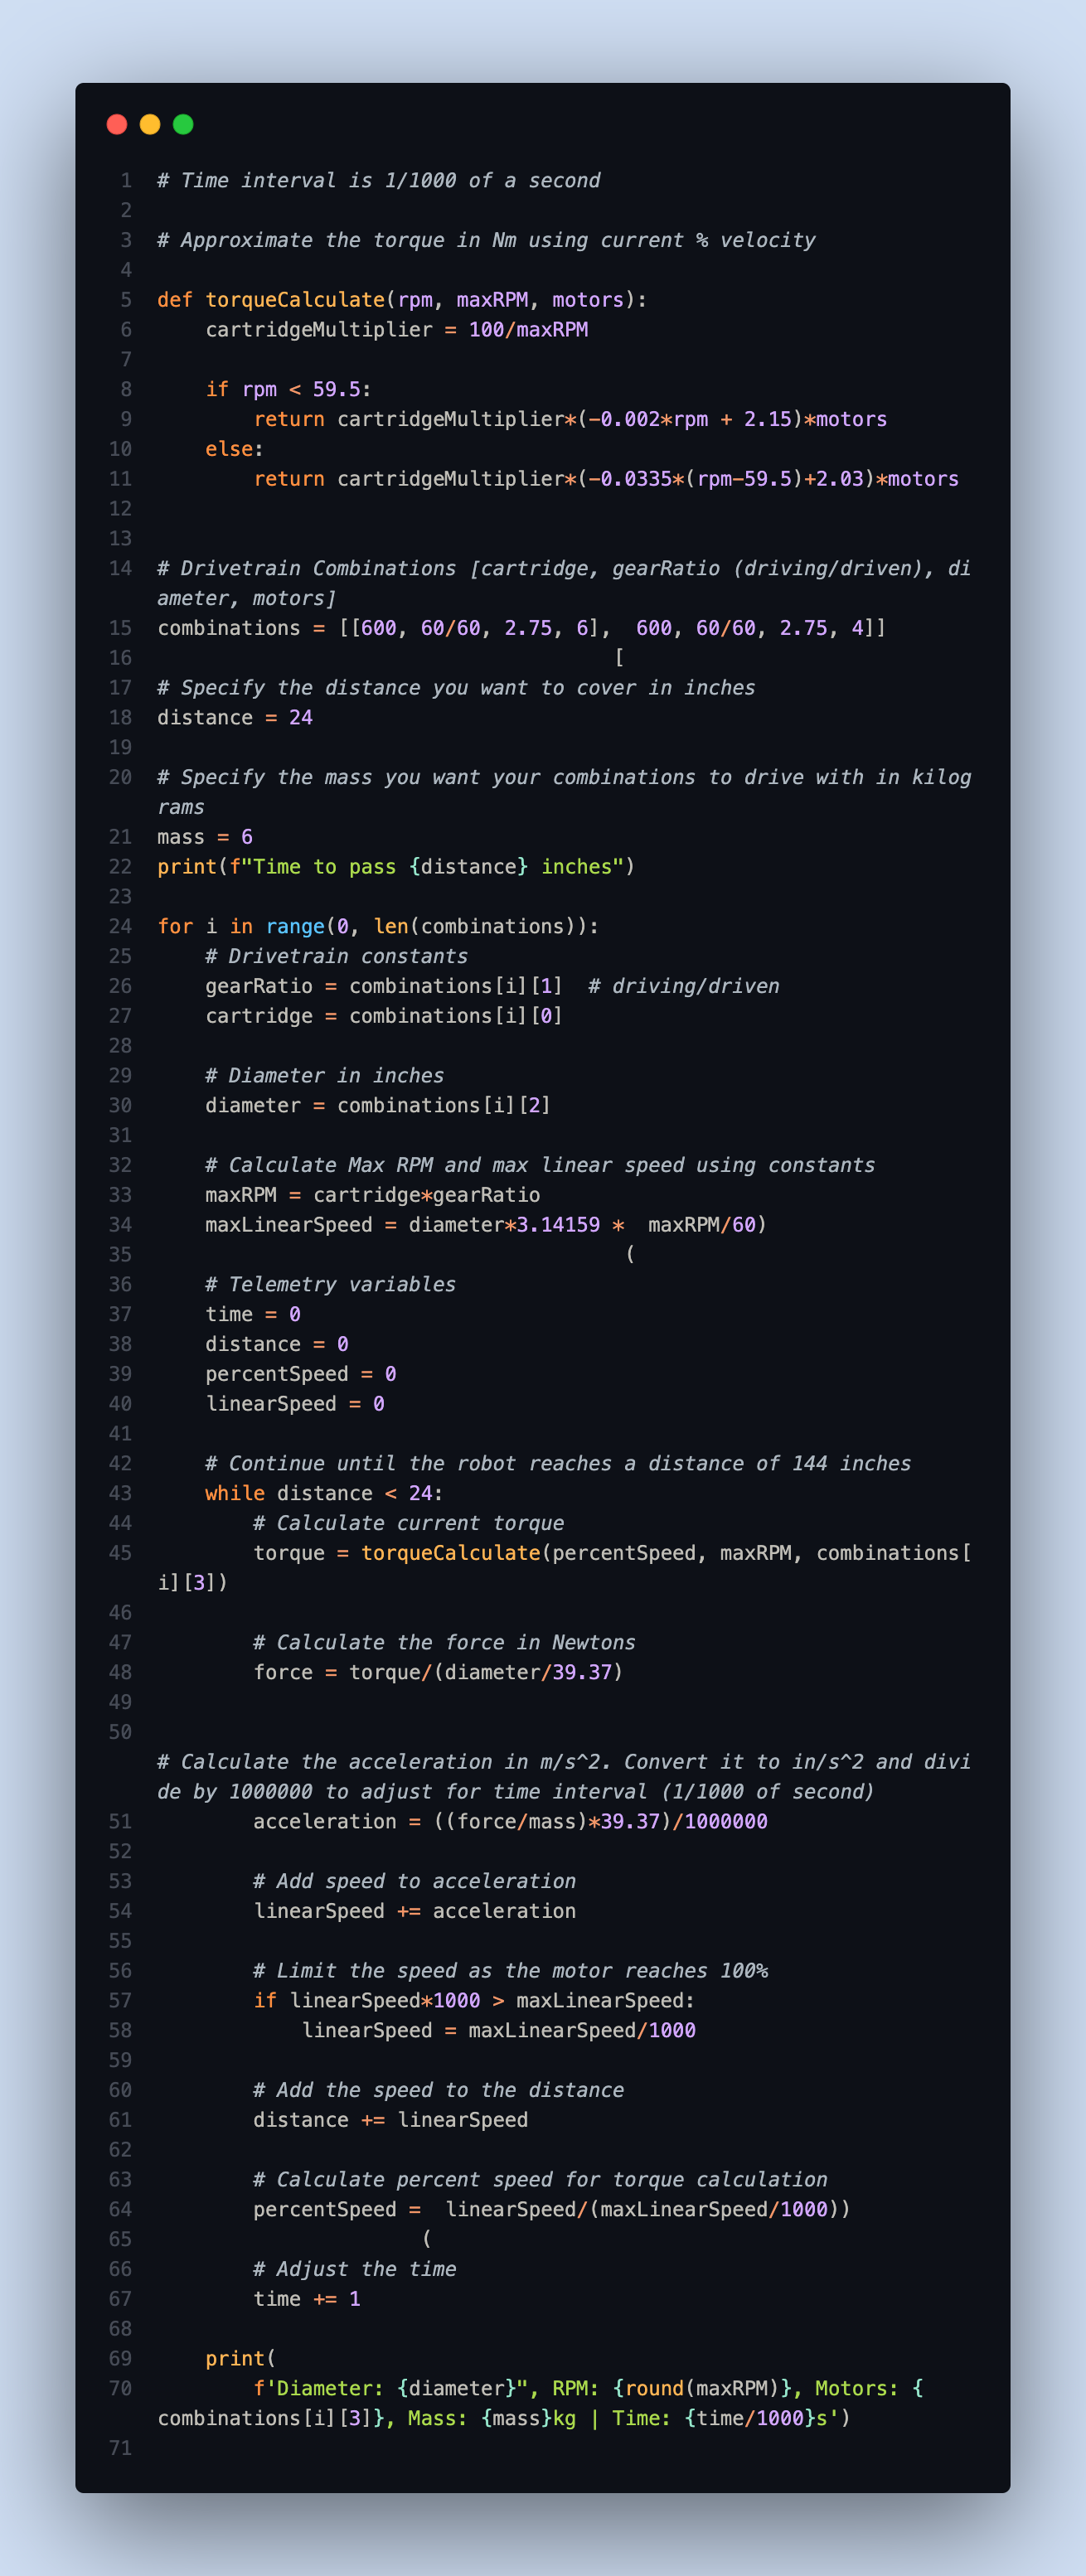 1 # Time interval is 1/1000 of a second
2
3 # Approximate the torque in Nm using current % velocity
4
5 def torqueCalculate(rpm, maxRPM, motors):
6     cartridgeMultiplier = 100/maxRPM
7
8     if rpm < 59.5:
9         return cartridgeMultiplier*(-0.002*rpm + 2.15)*motors
10     else:
11         return cartridgeMultiplier*(-0.0335*(rpm-59.5)+2.03)*motors
12
13
14 # Drivetrain Combinations [cartridge, gearRatio (driving/driven), di
ameter, motors]
15 combinations = [[600, 60/60, 2.75, 6],  600, 60/60, 2.75, 4]]
16                                       [
17 # Specify the distance you want to cover in inches
18 distance = 24
19
20 # Specify the mass you want your combinations to drive with in kilog
rams
21 mass = 6
22 print(f"Time to pass {distance} inches")
23
24 for i in range(0, len(combinations)):
25     # Drivetrain constants
26     gearRatio = combinations[i][1]  # driving/driven
27     cartridge = combinations[i][0]
28
29     # Diameter in inches
30     diameter = combinations[i][2]
31
32     # Calculate Max RPM and max linear speed using constants
33     maxRPM = cartridge*gearRatio
34     maxLinearSpeed = diameter*3.14159 *  maxRPM/60)
35                                        (
36     # Telemetry variables
37     time = 0
38     distance = 0
39     percentSpeed = 0
40     linearSpeed = 0
41
42     # Continue until the robot reaches a distance of 144 inches
43     while distance < 24:
44         # Calculate current torque
45         torque = torqueCalculate(percentSpeed, maxRPM, combinations[
i][3])
46
47         # Calculate the force in Newtons
48         force = torque/(diameter/39.37)
49
50
# Calculate the acceleration in m/s^2. Convert it to in/s^2 and divi
de by 1000000 to adjust for time interval (1/1000 of second)
51         acceleration = ((force/mass)*39.37)/1000000
52
53         # Add speed to acceleration
54         linearSpeed += acceleration
55
56         # Limit the speed as the motor reaches 100%
57         if linearSpeed*1000 > maxLinearSpeed:
58             linearSpeed = maxLinearSpeed/1000
59
60         # Add the speed to the distance
61         distance += linearSpeed
62
63         # Calculate percent speed for torque calculation
64         percentSpeed =  linearSpeed/(maxLinearSpeed/1000))
65                       (
66         # Adjust the time
67         time += 1
68
69     print(
70         f'Diameter: {diameter}", RPM: {round(maxRPM)}, Motors: {
combinations[i][3]}, Mass: {mass}kg | Time: {time/1000}s')
71